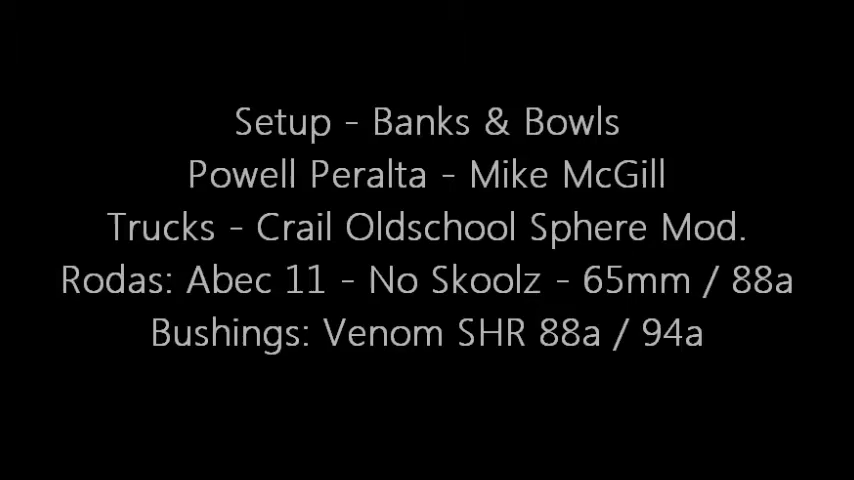 Setup - Banks & Bowls
Powell Peralta - Mike McGill
Trucks - Crail Oldschool Sphere Mod.
Rodas: Abec 11 - No Skoolz - 65mm / 88a
Bushings: Venom SHR 88a / 94a